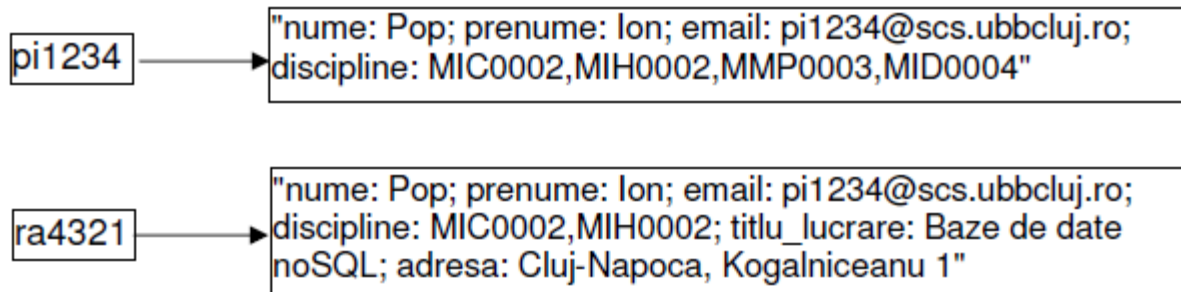 "nume: Pop; prenume: Ion; email: pi1234@scs.ubbcluj.ro;
pi1234
discipline: MIC0002,MIH0002,MMP0003,MID0004"
"nume: Pop; prenume: Ion; email: pi1234@scs.ubbcluj.ro;
ra4321
discipline: MIC0002,MIH0002; titlu_lucrare: Baze de date
noSQL; adresa: Cluj-Napoca, Kogalniceanu 1"